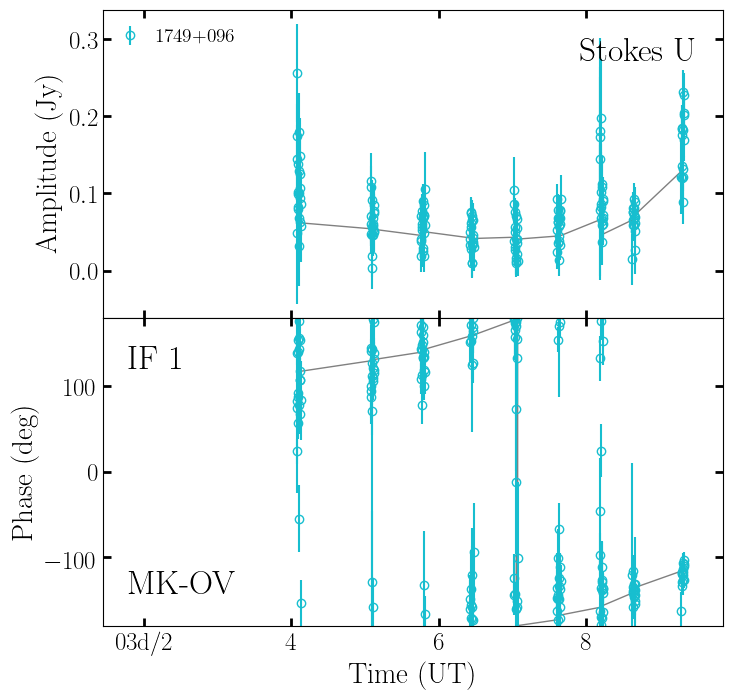 1749+096
Stokes U
0.3
0.2
0.1
0.0
Amplitude (Jy)
IF 1
100
0
−100
Phase (deg)
MK-OV
03d/2
4
6
8
Time (UT)